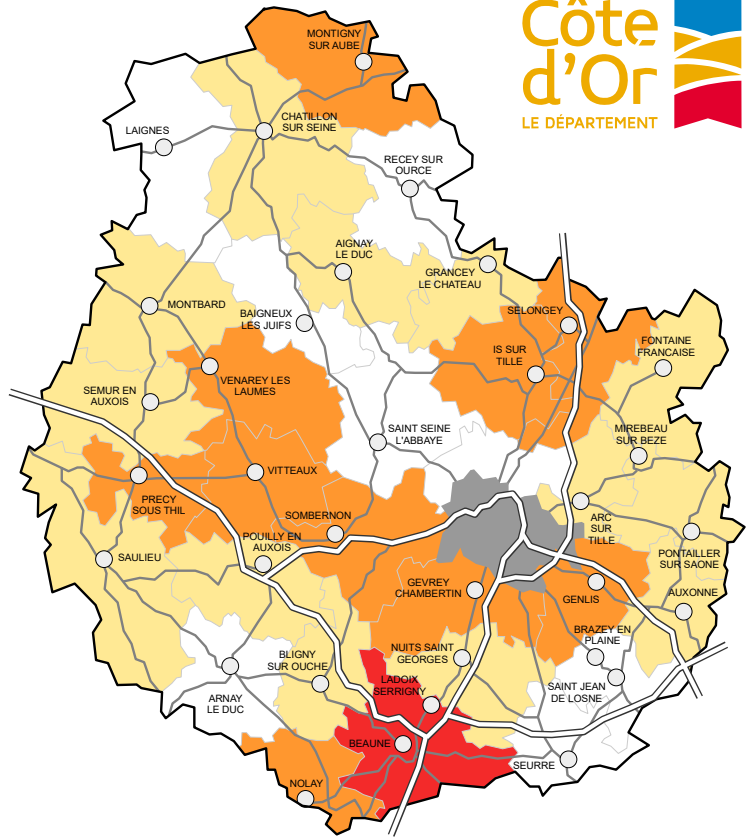 Côte
d'Or
LE DÉPARTEMENT
MONTIGNY
SUR AUBE
CHATILLON
SUR SEINE
LAIGNES
RECEY SUR
OURCE
AIGNAY
LE DUC
GRANCEY
LE CHATEAU
MONTBARD
BAIGNEUX
LES JUIFS
SELONGEY
IS SUR
TILLE
FONTAINE
FRANCAISE
VENAREY LES
LAUMES
SEMUR EN
AUXOIS
SAINT SEINE
L'ABBAYE
MIREBEAU
SUR BEZE
VITTEAUX
PRECY
SOUS THIL
SOMBERNON
ARC
SUR
TILLE
POUILLY EN
AUXOIS
SAULIEU
PONTAILLER
SUR SAONE
GEVREY
CHAMBERTIN
GENLIS
AUXONNE
BRAZEY EN
PLAINE
NUITS SAINT
GEORGES
BLIGNY
SUR OUCHE
LADOIX
SERRIGNY
SAINT JEAN
DE LOSNE
ARNAY
LE DUC
BEAUNE
SEURRE
NOLAY